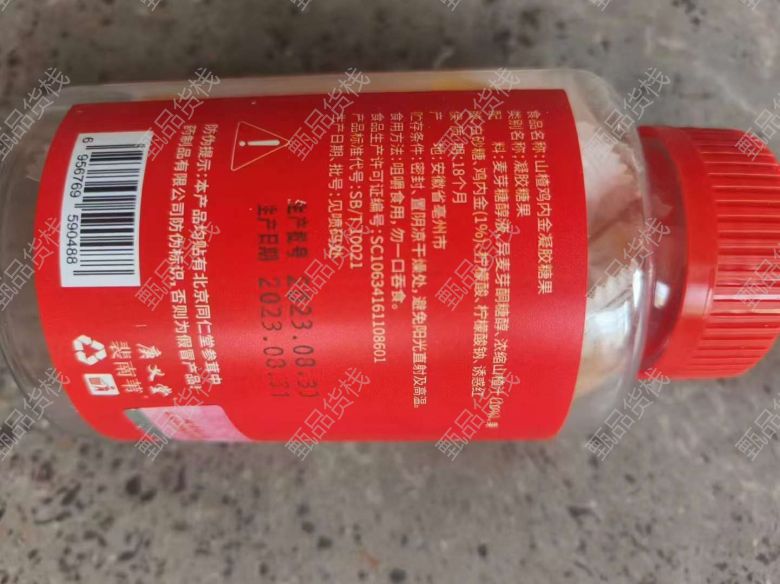 食品名称:山楂鸡内金凝胶糖果
类别名称:凝胶糖果
料:麦芽糖醇液、异麦芽酮糖醇、浓缩山楂汁(10%)、果
白砂糖、鸡内金(1%)、柠檬酸、柠檬酸钠、诱惑红
保质期:18个月
产 地:安徽省亳州市
贮存条件:密封,置阴凉干燥处,避免阳光直射及高温。
食用方法:咀嚼食用,勿一口吞食。
食品生产许可证编号:SC10634161108601
产品标准代号:SB/T 10021
生产日期、批号:见喷码处
生产批号 2023.08.31
生产日期 2023.08.31
防伪提示:本产品均贴有北京同仁堂参茸中
药制品有限公司防伪标识,否则为假冒产品
6 956769 590488
甄品货栈